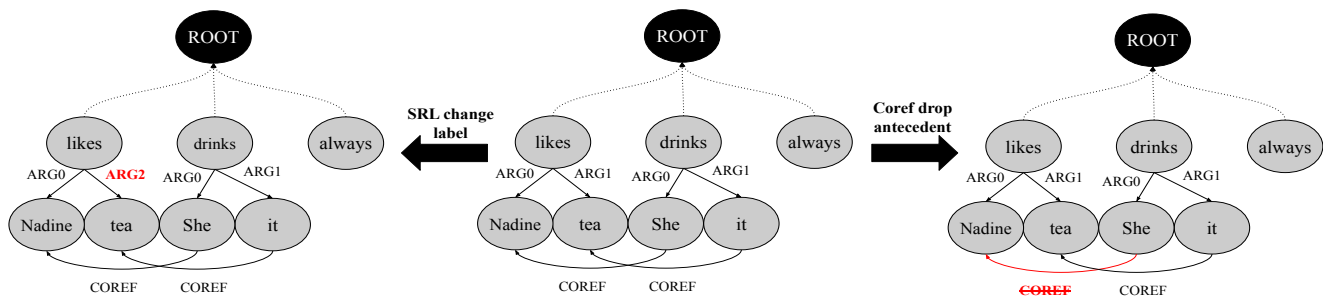 ROOT
likes
drinks
always
ARG0
ARG2
ARG0
ARG1
Nadine
tea
She
it
COREF
COREF
SRL change
label
ROOT
likes
drinks
always
ARG0
ARG1
ARG0
ARG1
Nadine
tea
She
it
COREF
COREF
Coref drop
antecedent
ROOT
likes
drinks
always
ARG0
ARG1
ARG0
ARG1
Nadine
tea
She
it
COREF
COREF